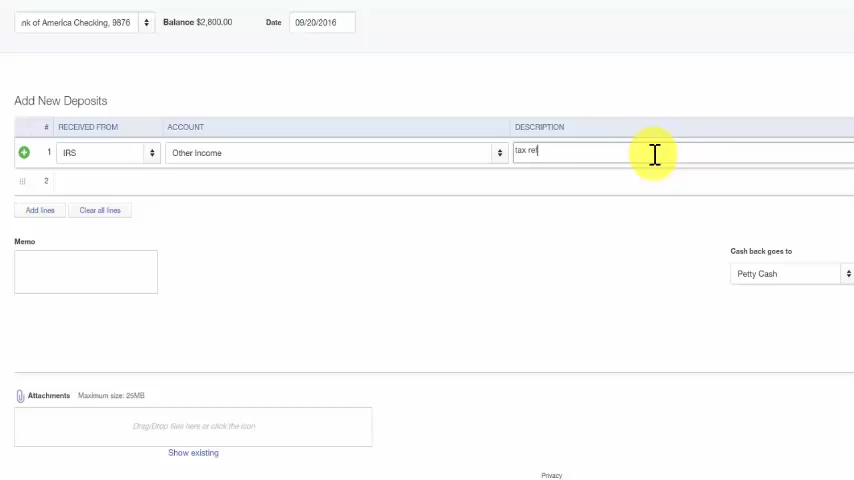 nk of America Checking, 9876 Balance $2,800.00 Date 09/20/2016
Add New Deposits
# RECEIVED FROM ACCOUNT DESCRIPTION
1 IRS Other Income tax ref
2
Add lines Clear all lines
Memo
Cash back goes to
Petty Cash
Attachments Maximum size: 25MB
Drag/Drop files here or click the icon
Show existing
Privacy